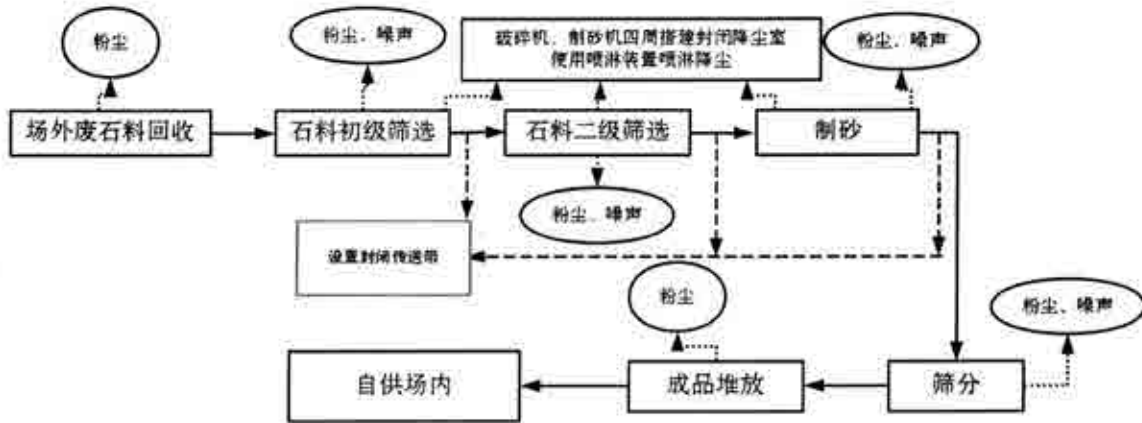 粉尘
粉尘、噪声
破碎机、制砂机四周搭建封闭降尘室
使用喷淋装置喷淋降尘
粉尘、噪声
场外废石料回收
石料初级筛选
石料二级筛选
制砂
粉尘、噪声
设置封闭传送带
粉尘
粉尘、噪声
自供场内
成品堆放
筛分